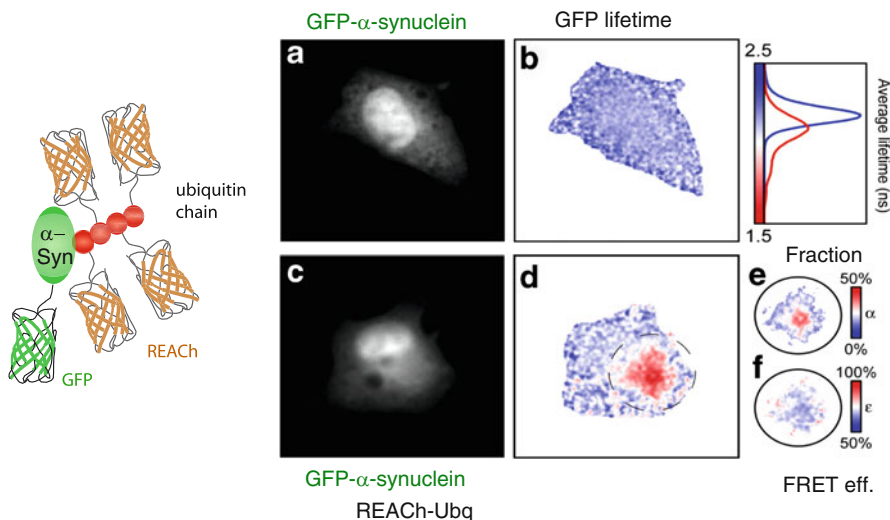 GFP-α-synuclein
GFP lifetime
a
b
2.5
Average lifetime (ns)
1.5
ubiquitin
chain
α–
Syn
REACh
GFP
c
d
Fraction
e
50%
α
0%
f
100%
ε
50%
GFP-α-synuclein
REACh-Ubq
FRET eff.